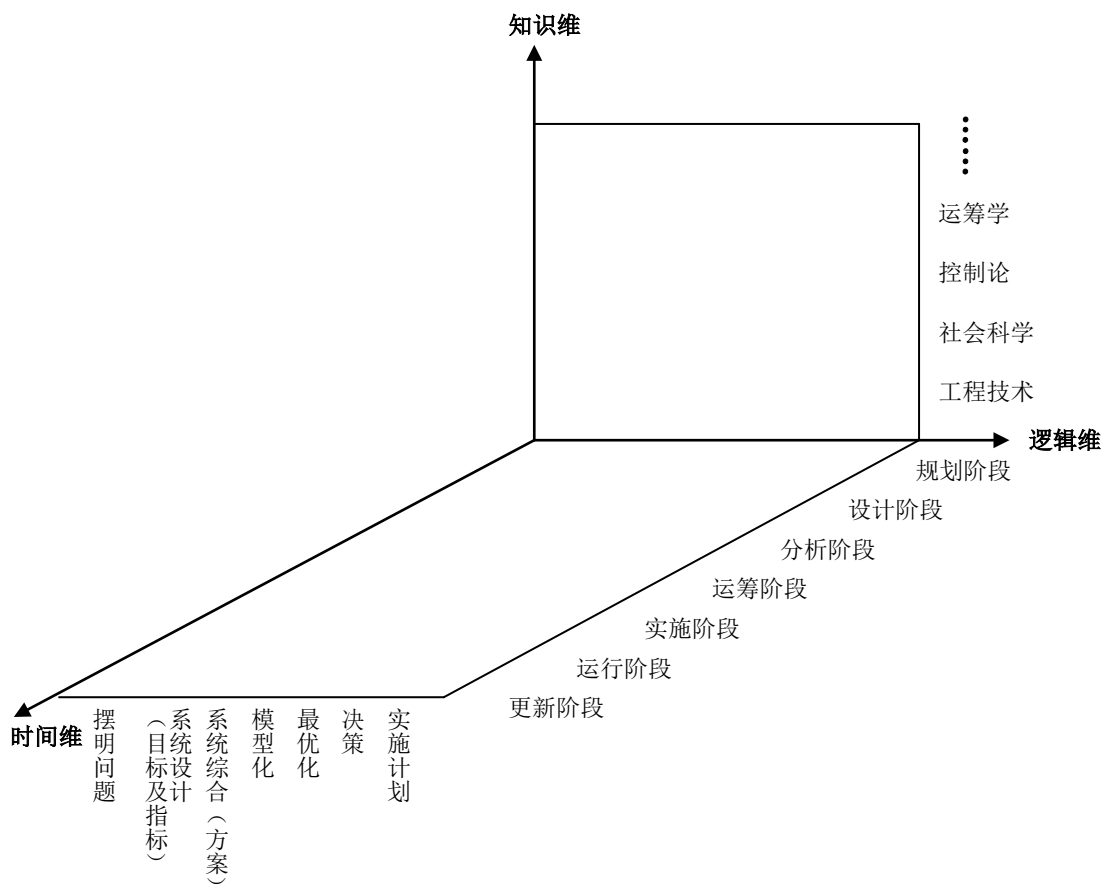 知识维
运筹学
控制论
社会科学
工程技术
逻辑维
规划阶段
设计阶段
分析阶段
运筹阶段
实施阶段
运行阶段
更新阶段
时间维
摆明问题
系统设计
（目标及指标）
系统综合（方案）
模型化
最优化
决策
实施计划